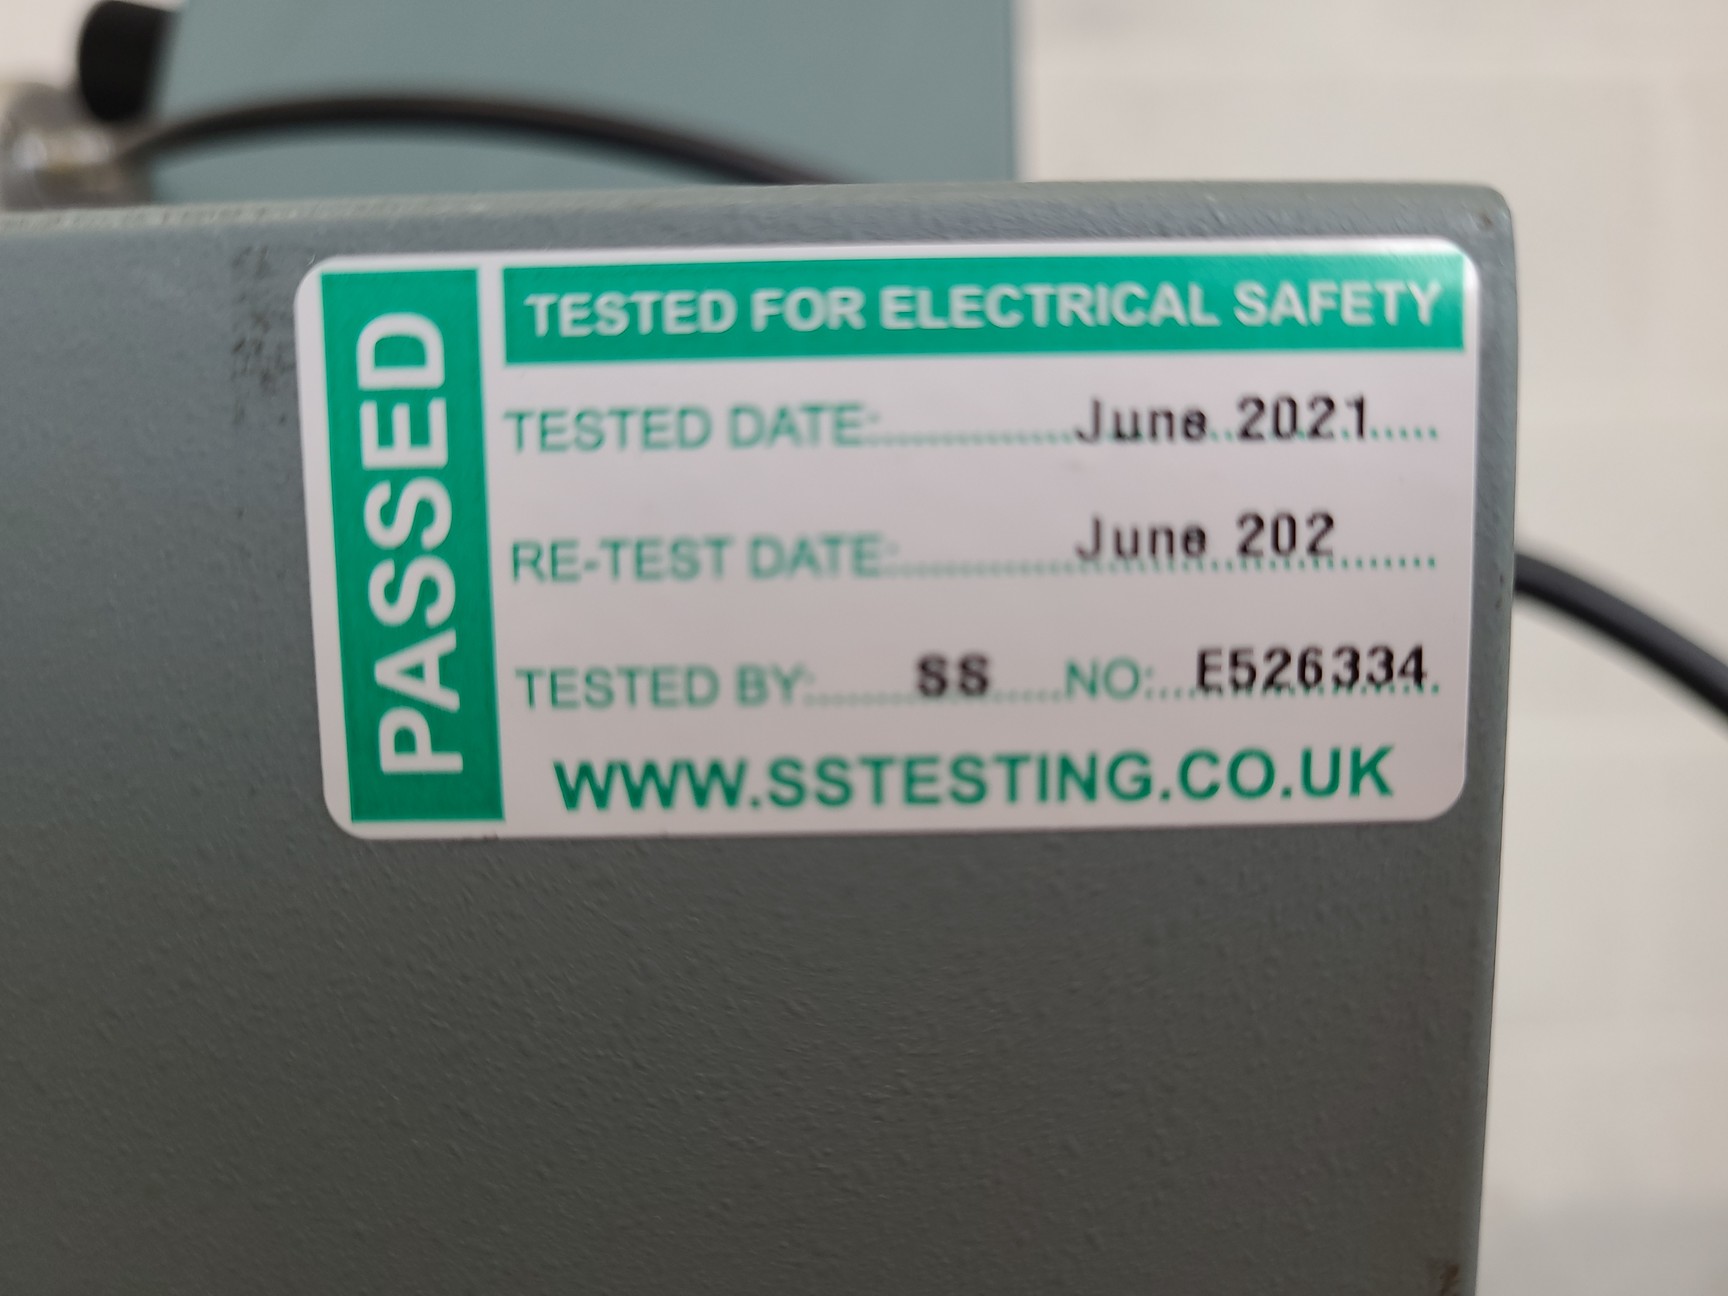 PASSED
TESTED FOR ELECTRICAL SAFETY
TESTED DATE: June 2021
RE-TEST DATE: June 202
TESTED BY: SS NO: E526334
WWW.SSTESTING.CO.UK